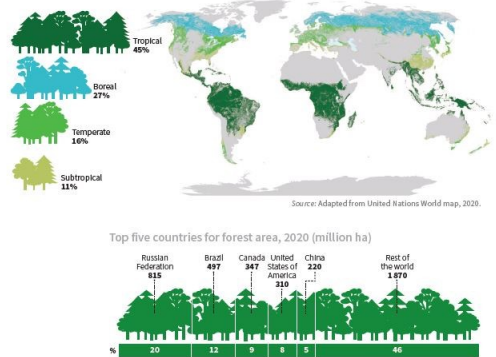 Tropical
45%
Boreal
27%
Temperate
16%
Subtropical
11%
Source: Adapted from United Nations World map, 2020.
Top five countries for forest area, 2020 (million ha)
Russian
Federation
815
Brazil
497
Canada
347
United
States of
America
310
China
220
Rest of
the world
1 870
% 20 12 9 8 5 46